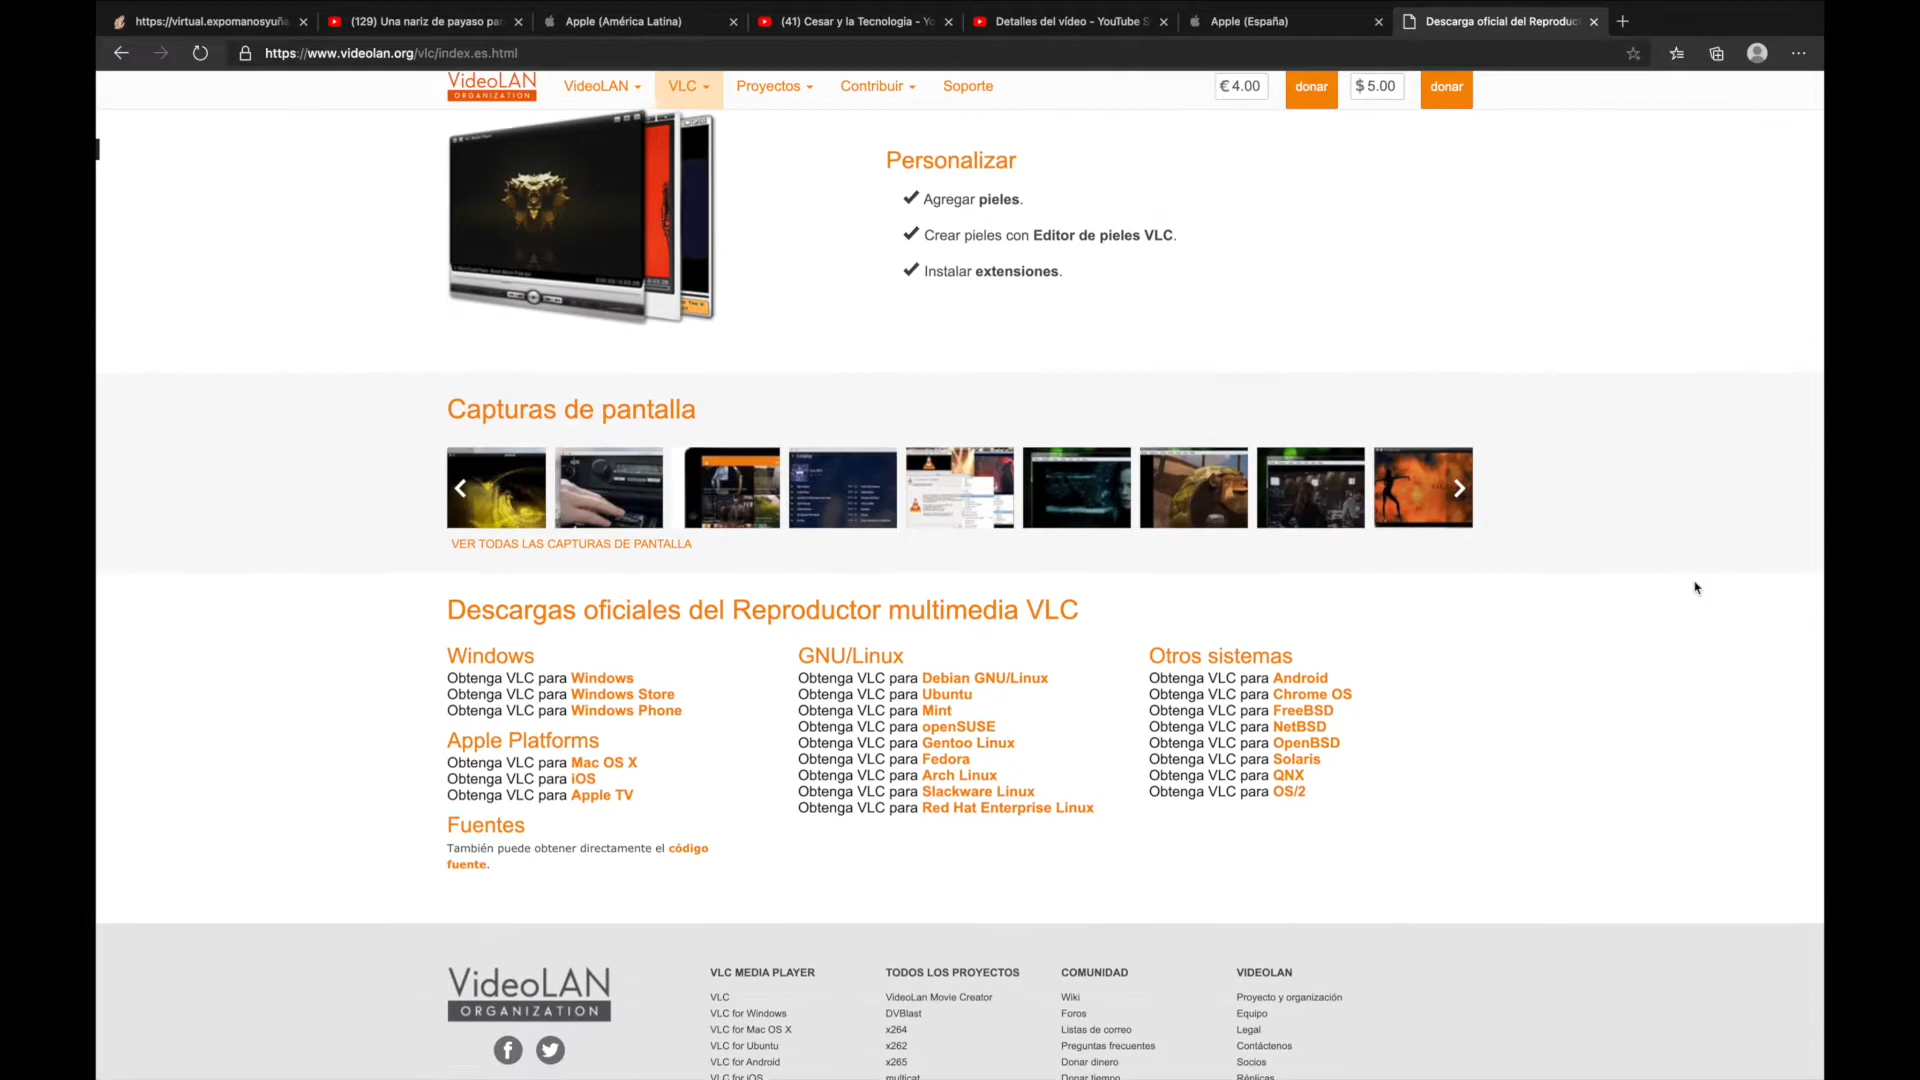 https://virtual.expomanosyuña
(129) Una nariz de payaso par
Apple (América Latina)
(41) Cesar y la Tecnologia - Yo
Detalles del vídeo - YouTube S
Apple (España)
Descarga oficial del Reproduct
https://www.videolan.org/vlc/index.es.html
VideoLAN
ORGANIZATION
VideoLAN
VLC
Proyectos
Contribuir
Soporte
€ 4.00
donar
$ 5.00
donar
Personalizar
Agregar pieles.
Crear pieles con Editor de pieles VLC.
Instalar extensiones.
Capturas de pantalla
VER TODAS LAS CAPTURAS DE PANTALLA
Descargas oficiales del Reproductor multimedia VLC
Windows
Obtenga VLC para Windows
Obtenga VLC para Windows Store
Obtenga VLC para Windows Phone
Apple Platforms
Obtenga VLC para Mac OS X
Obtenga VLC para iOS
Obtenga VLC para Apple TV
Fuentes
También puede obtener directamente el código
fuente.
GNU/Linux
Obtenga VLC para Debian GNU/Linux
Obtenga VLC para Ubuntu
Obtenga VLC para Mint
Obtenga VLC para openSUSE
Obtenga VLC para Gentoo Linux
Obtenga VLC para Fedora
Obtenga VLC para Arch Linux
Obtenga VLC para Slackware Linux
Obtenga VLC para Red Hat Enterprise Linux
Otros sistemas
Obtenga VLC para Android
Obtenga VLC para Chrome OS
Obtenga VLC para FreeBSD
Obtenga VLC para NetBSD
Obtenga VLC para OpenBSD
Obtenga VLC para Solaris
Obtenga VLC para QNX
Obtenga VLC para OS/2
VideoLAN
ORGANIZATION
VLC MEDIA PLAYER
VLC
VLC for Windows
VLC for Mac OS X
VLC for Ubuntu
VLC for Android
VLC for iOS
TODOS LOS PROYECTOS
VideoLan Movie Creator
DVBlast
x264
x262
x265
multicat
COMUNIDAD
Wiki
Foros
Listas de correo
Preguntas frecuentes
Donar dinero
Donar tiempo
VIDEOLAN
Proyecto y organización
Equipo
Legal
Contáctenos
Socios
Réplicas